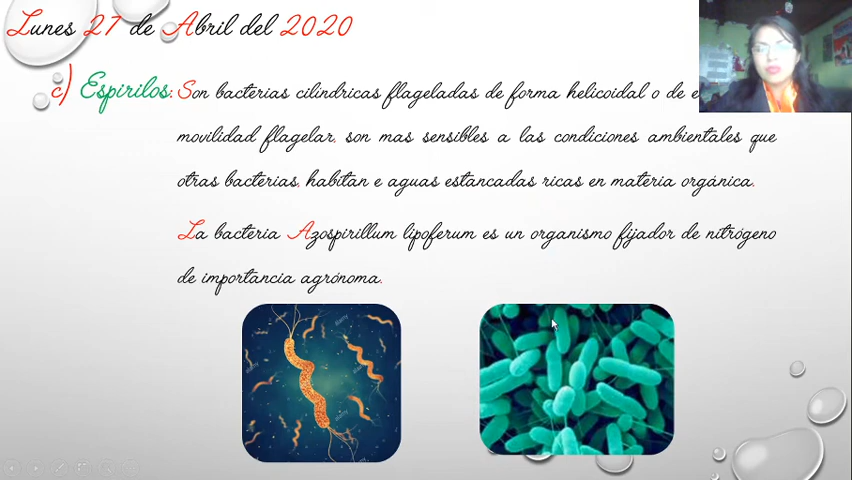 Lunes 27 de Abril del 2020
c) Espirilos: Son bacterias cilindricas flageladas de forma helicoidal o de
movilidad flagelar, son mas sensibles a las condiciones ambientales que
otras bacterias, habitan e aguas estancadas ricas en materia orgánica.
La bacteria Azospirillum lipoferum es un organismo fijador de nitrógeno
de importancia agrónoma.